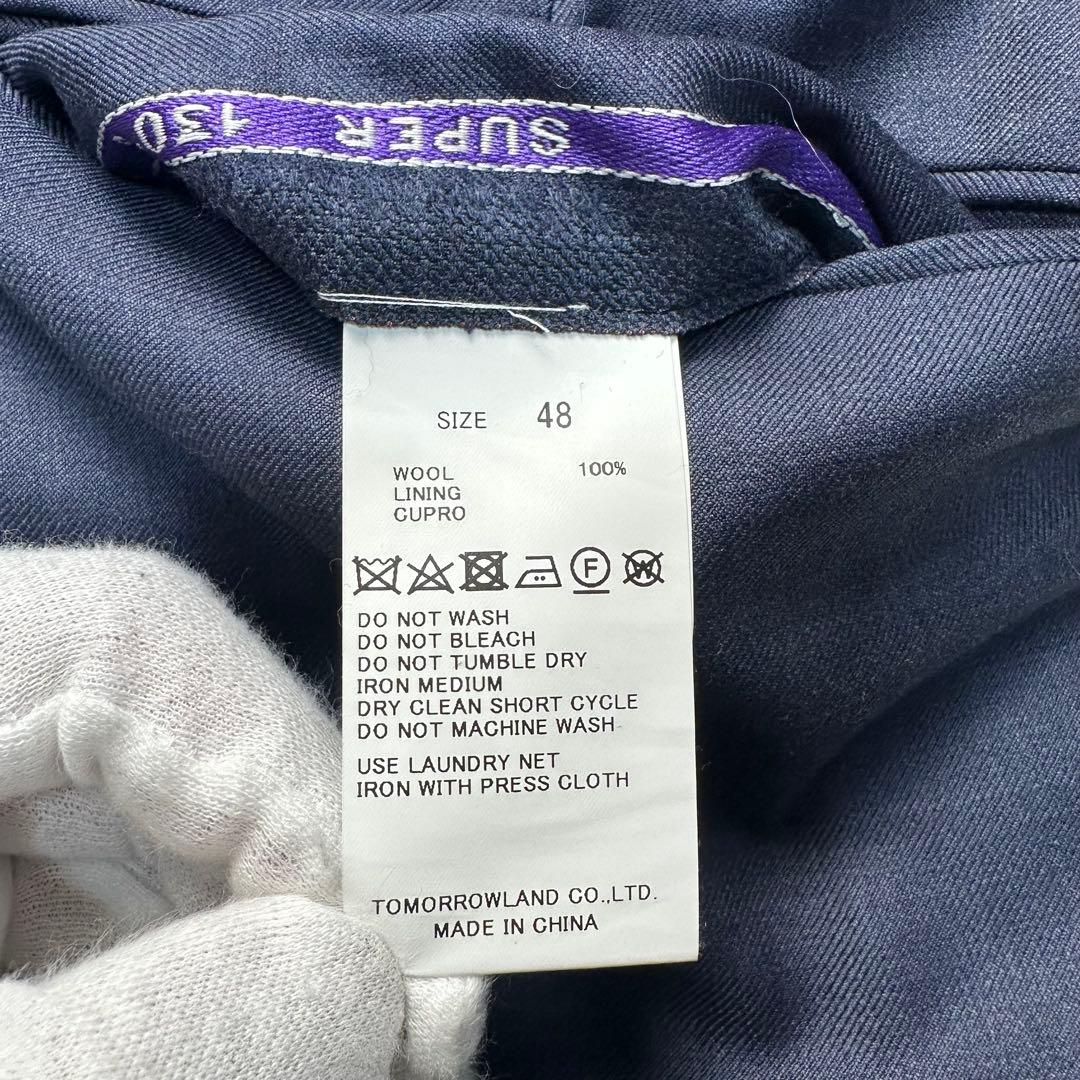 SUPER 130
SIZE 48
WOOL 100%
LINING
CUPRO
F
W
DO NOT WASH
DO NOT BLEACH
DO NOT TUMBLE DRY
IRON MEDIUM
DRY CLEAN SHORT CYCLE
DO NOT MACHINE WASH
USE LAUNDRY NET
IRON WITH PRESS CLOTH
TOMORROWLAND CO.,LTD.
MADE IN CHINA